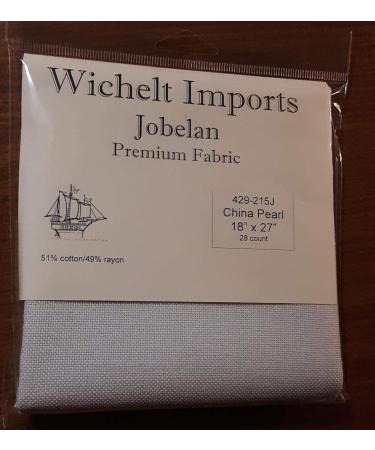 Wichelt Imports
Jobelan
Premium Fabric
429-215J
China Pearl
18" x 27"
28 count
51% cotton/49% rayon